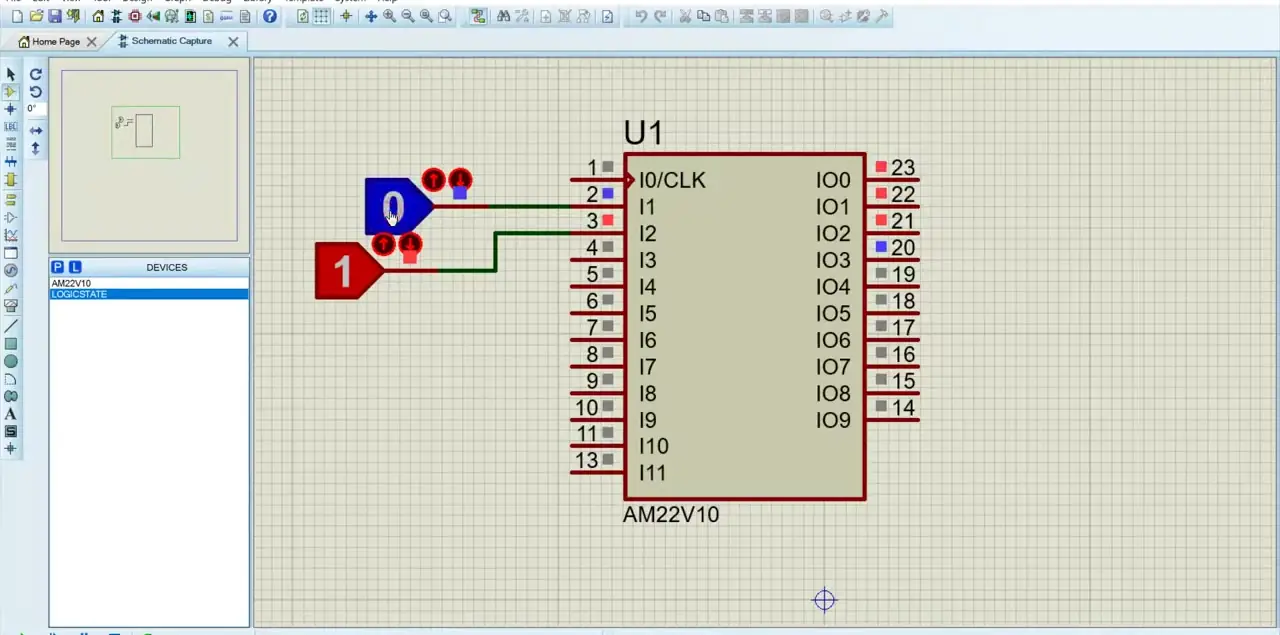 Home Page
Schematic Capture
0°
P L DEVICES
AM22V10
LOGICSTATE
LBL
A
S
U1
0
1
1 I0/CLK IO0 23
2 I1 IO1 22
3 I2 IO2 21
4 I3 IO3 20
5 I4 IO4 19
6 I5 IO5 18
7 I6 IO6 17
8 I7 IO7 16
9 I8 IO8 15
10 I9 IO9 14
11 I10
13 I11
AM22V10